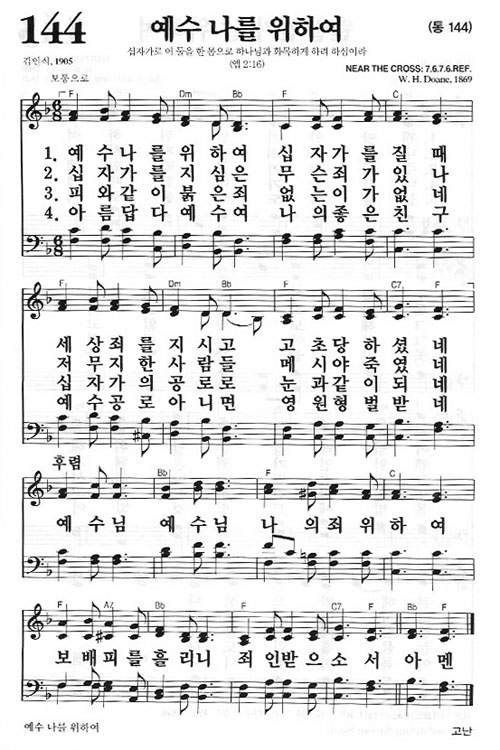 144 예수 나를 위하여 (통 144)
십자가로 이 둘을 한 몸으로 하나님과 화목하게 하려 하심이라
(엡 2:16)
김인식, 1905
NEAR THE CROSS: 7.6.7.6.REF.
보통으로
W. H. Doane, 1869
F Dm Bb F C
1. 예수나를위하여 십자가를질때
2. 십자가를지심은 무슨죄가있나
3. 피와같이붉은죄 없는이가없네
4. 아름답다예수여 나의좋은친구
F Dm Bb F C7 F
세상죄를지시고 고초당하셨네
저무지한사람들 메시야죽였네
십자가의공로로 눈과같이되네
예수공로아니면 영원형벌받네
후렴
F Bb F C
예수님 예수님 나의죄위하여
F A7 Bb F C7 F Bb F
보배피를흘리니 죄인받으소서아멘
예수 나를 위하여
고난